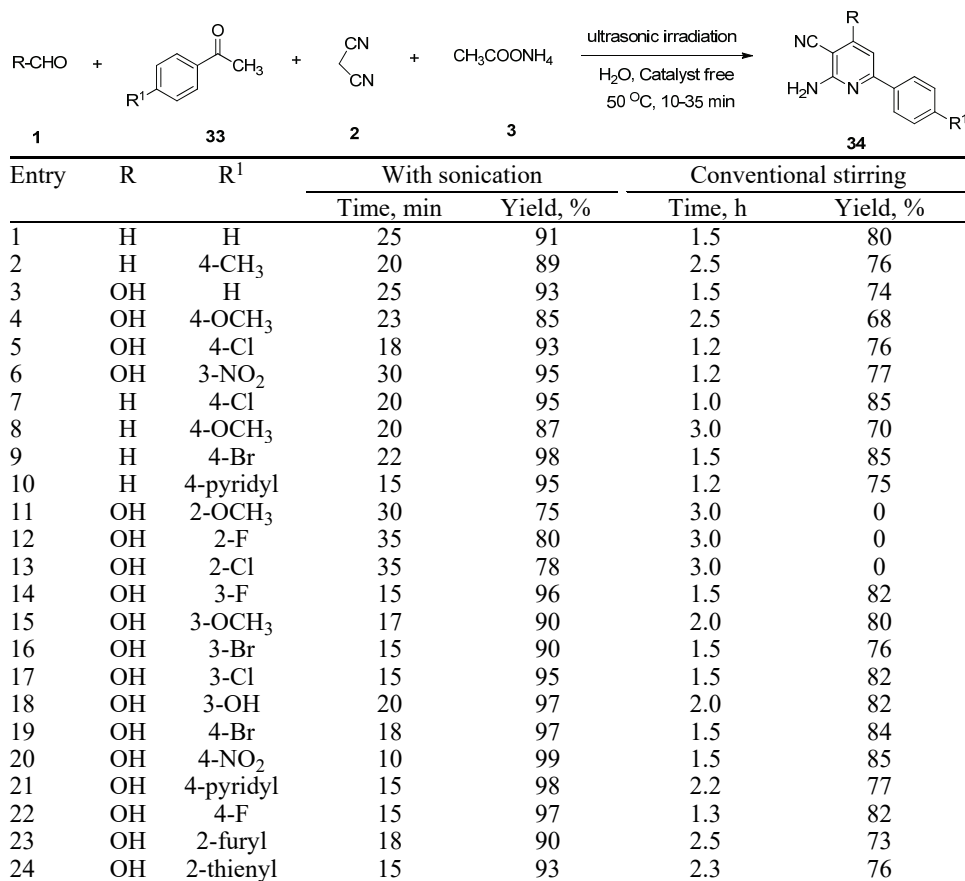 R-CHO + O CH₃ R¹ + CN CN + CH₃COONH₄ ultrasonic irradiation H₂O, Catalyst free 50 °C, 10-35 min R NC H₂N N R¹
1 33 2 3 34
Entry R R¹ With sonication Conventional stirring
Time, min Yield, % Time, h Yield, %
1 H H 25 91 1.5 80
2 H 4-CH₃ 20 89 2.5 76
3 OH H 25 93 1.5 74
4 OH 4-OCH₃ 23 85 2.5 68
5 OH 4-Cl 18 93 1.2 76
6 OH 3-NO₂ 30 95 1.2 77
7 H 4-Cl 20 95 1.0 85
8 H 4-OCH₃ 20 87 3.0 70
9 H 4-Br 22 98 1.5 85
10 H 4-pyridyl 15 95 1.2 75
11 OH 2-OCH₃ 30 75 3.0 0
12 OH 2-F 35 80 3.0 0
13 OH 2-Cl 35 78 3.0 0
14 OH 3-F 15 96 1.5 82
15 OH 3-OCH₃ 17 90 2.0 80
16 OH 3-Br 15 90 1.5 76
17 OH 3-Cl 15 95 1.5 82
18 OH 3-OH 20 97 2.0 82
19 OH 4-Br 18 97 1.5 84
20 OH 4-NO₂ 10 99 1.5 85
21 OH 4-pyridyl 15 98 2.2 77
22 OH 4-F 15 97 1.3 82
23 OH 2-furyl 18 90 2.5 73
24 OH 2-thienyl 15 93 2.3 76